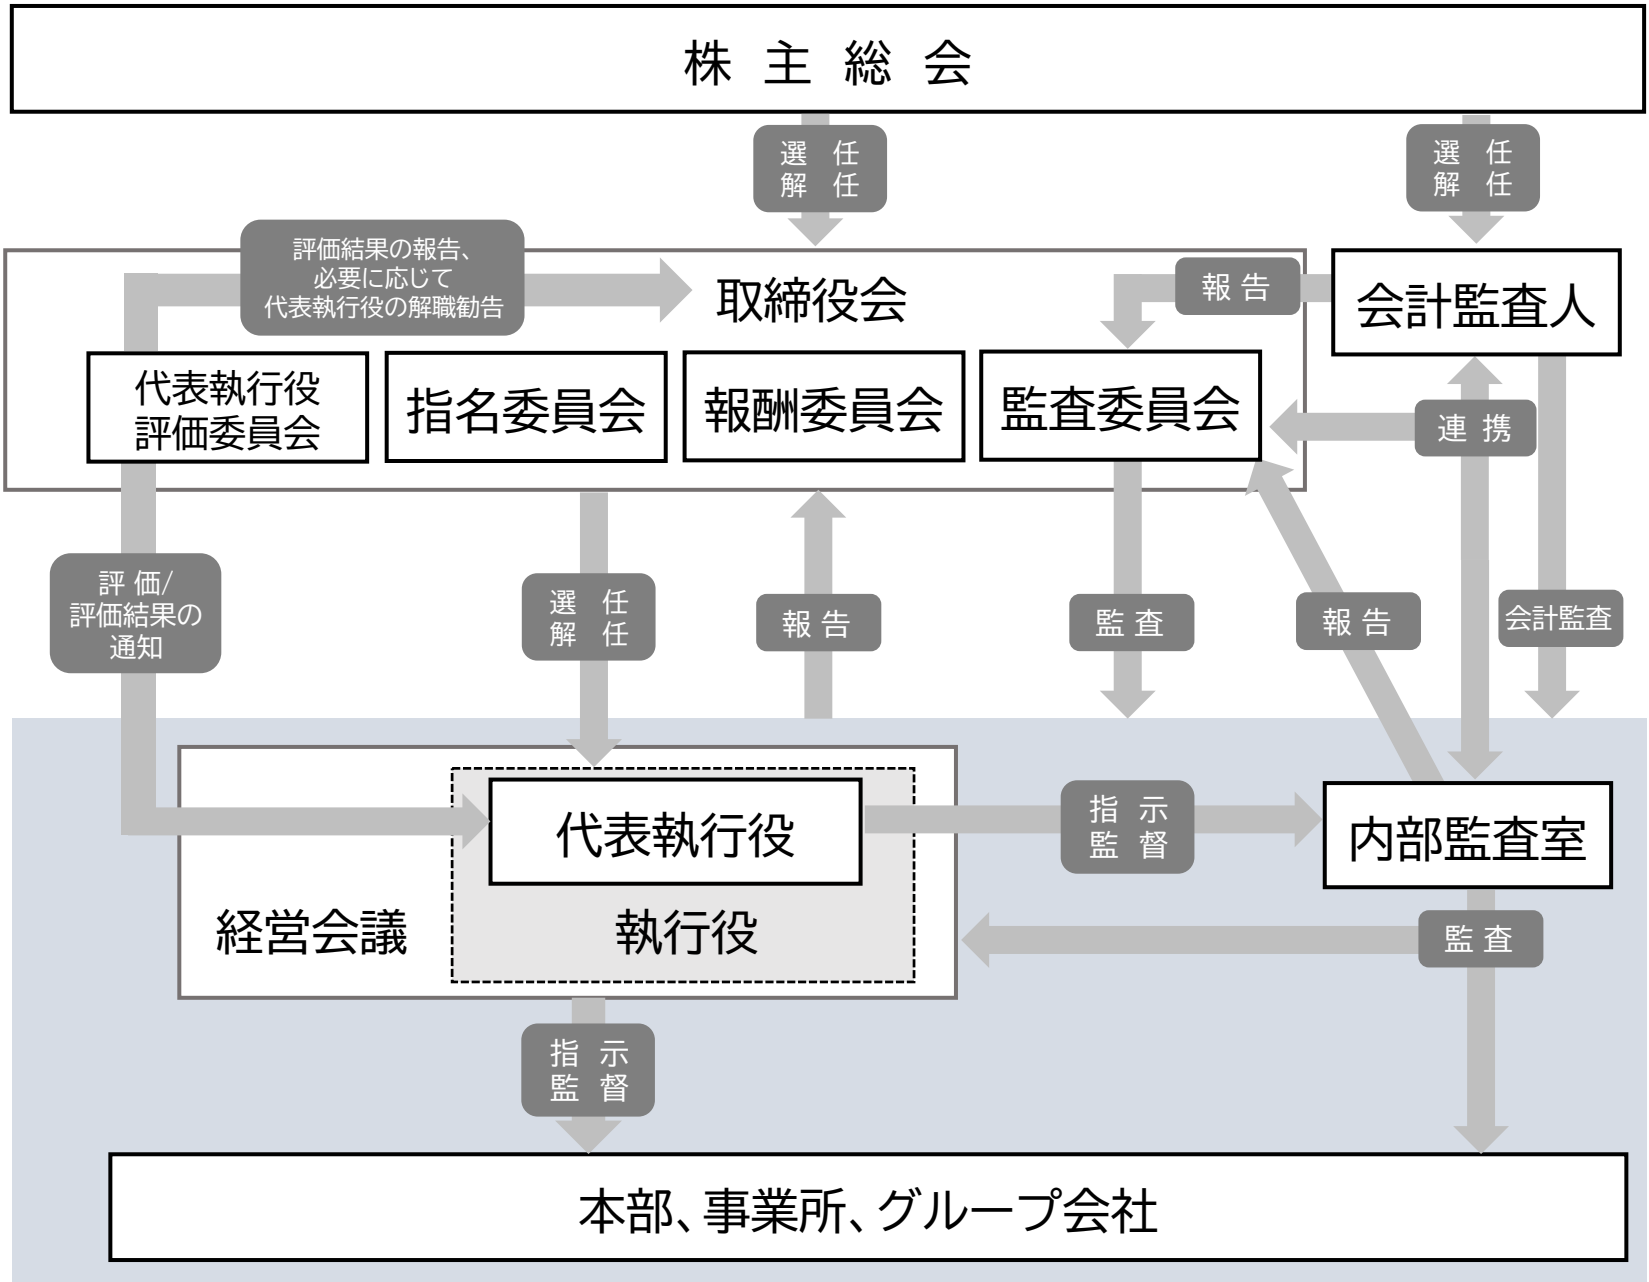 株 主 総 会
選 任
解 任
選 任
解 任
評価結果の報告、
必要に応じて
代表執行役の解職勧告
取締役会
報 告
会計監査人
代表執行役
評価委員会
指名委員会
報酬委員会
監査委員会
連 携
評 価/
評価結果の
通知
選 任
解 任
報 告
監 査
報 告
会計監査
代表執行役
指 示
監 督
内部監査室
経営会議
執行役
監 査
指 示
監 督
本部、事業所、グループ会社